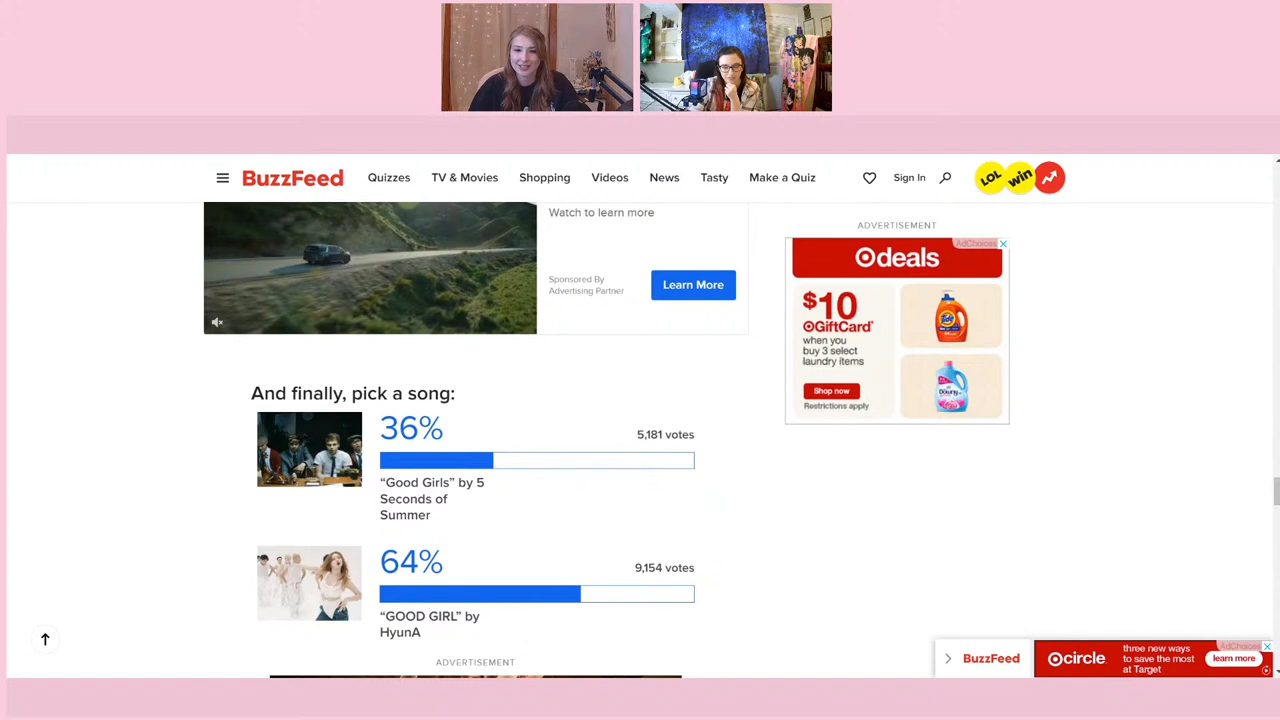 BuzzFeed
Quizzes
TV & Movies
Shopping
Videos
News
Tasty
Make a Quiz
Sign In
LOL
win
Watch to learn more
Sponsored By
Advertising Partner
Learn More
ADVERTISEMENT
AdChoices
deals
$10
GiftCard*
when you
buy 3 select
laundry items
Shop now
Restrictions apply
Tide
Downy
And finally, pick a song:
36%
5,181 votes
“Good Girls” by 5
Seconds of
Summer
64%
9,154 votes
“GOOD GIRL” by
HyunA
ADVERTISEMENT
BuzzFeed
circle.
three new ways
to save the most
at Target
AdChoices
learn more